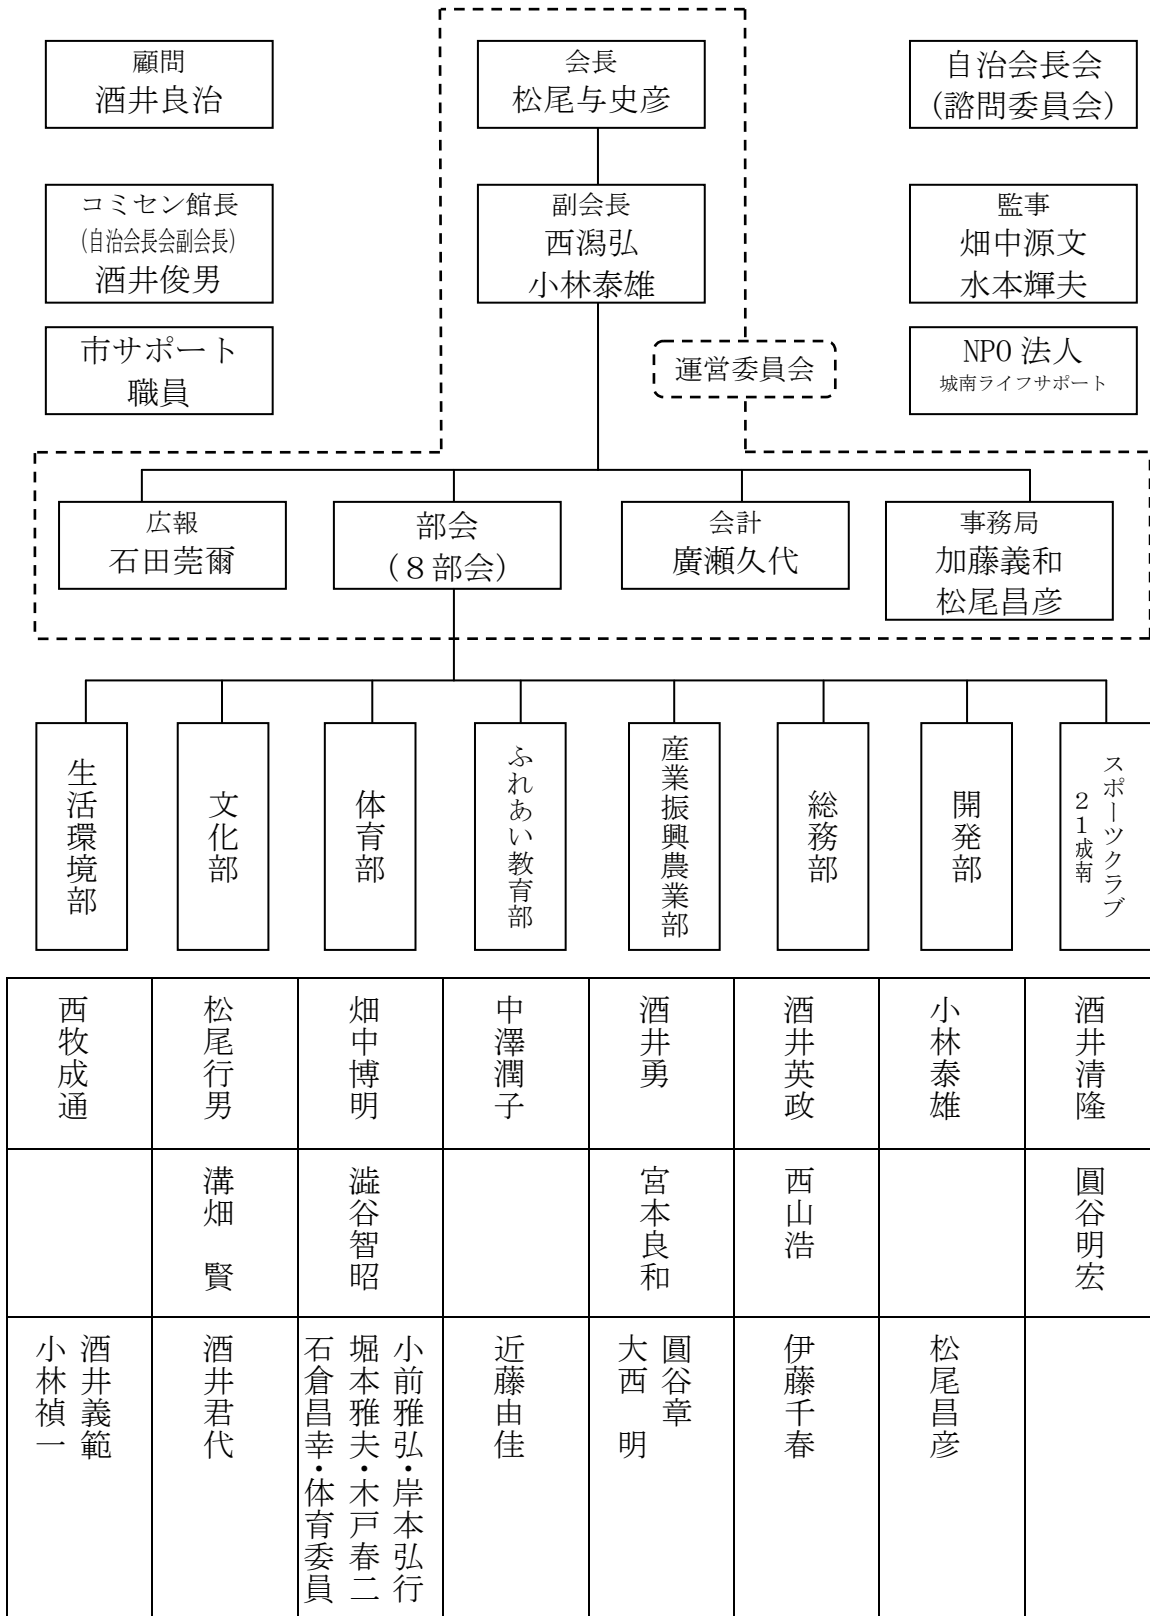 顧問
酒井良治
会長
松尾与史彦
自治会長会
(諮問委員会)
コミセン館長
(自治会長会副会長)
酒井俊男
副会長
西潟弘
小林泰雄
監事
畑中源文
水本輝夫
市サポート
職員
運営委員会
NPO法人
城南ライフサポート
広報
石田莞爾
部会
(８部会)
会計
廣瀬久代
事務局
加藤義和
松尾昌彦
生活環境部
文化部
体育部
ふれあい教育部
産業振興農業部
総務部
開発部
スポーツクラブ
２１城南
西牧成通
松尾行男
畑中博明
中澤潤子
酒井勇
酒井英政
小林泰雄
酒井清隆
溝畑　賢
澁谷智昭
宮本良和
西山浩
圓谷明宏
酒井義範
小林禎一
酒井君代
小前雅弘・岸本弘行
堀本雅夫・木戸春二
石倉昌幸・体育委員
近藤由佳
圓谷章
大西　明
伊藤千春
松尾昌彦